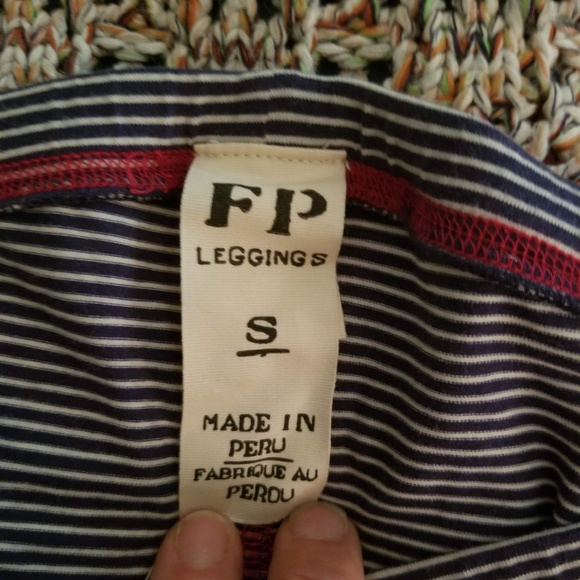 FP
LEGGINGS
S
MADE IN
PERU
FABRIQUE AU
PEROU